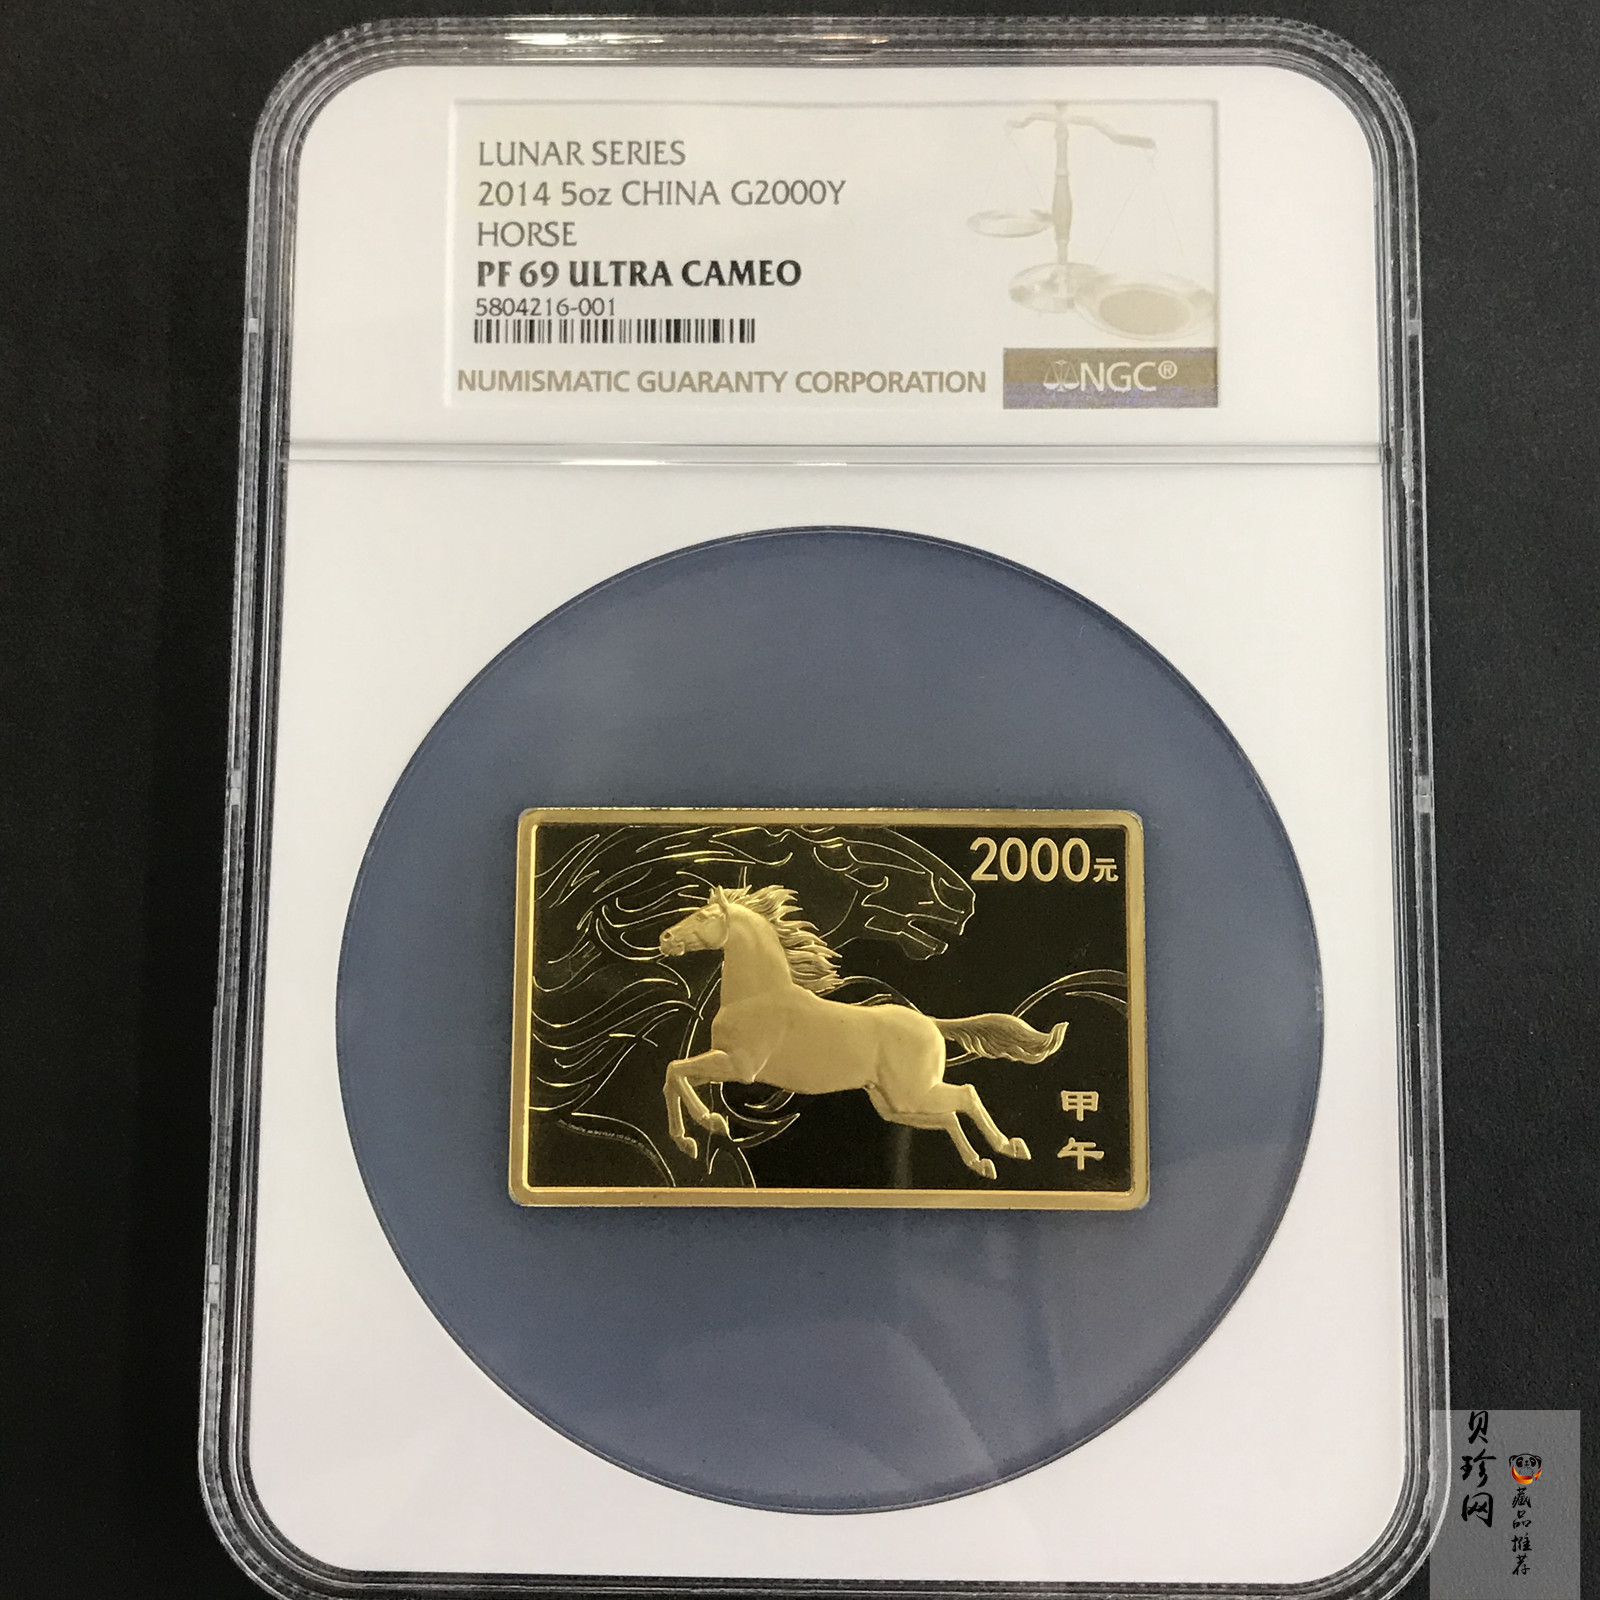 LUNAR SERIES
2014 5oz CHINA G2000Y
HORSE
PF 69 ULTRA CAMEO
5804216-001
NUMISMATIC GUARANTY CORPORATION
NGC®
2000元
甲
午
贝珍网
藏品推荐